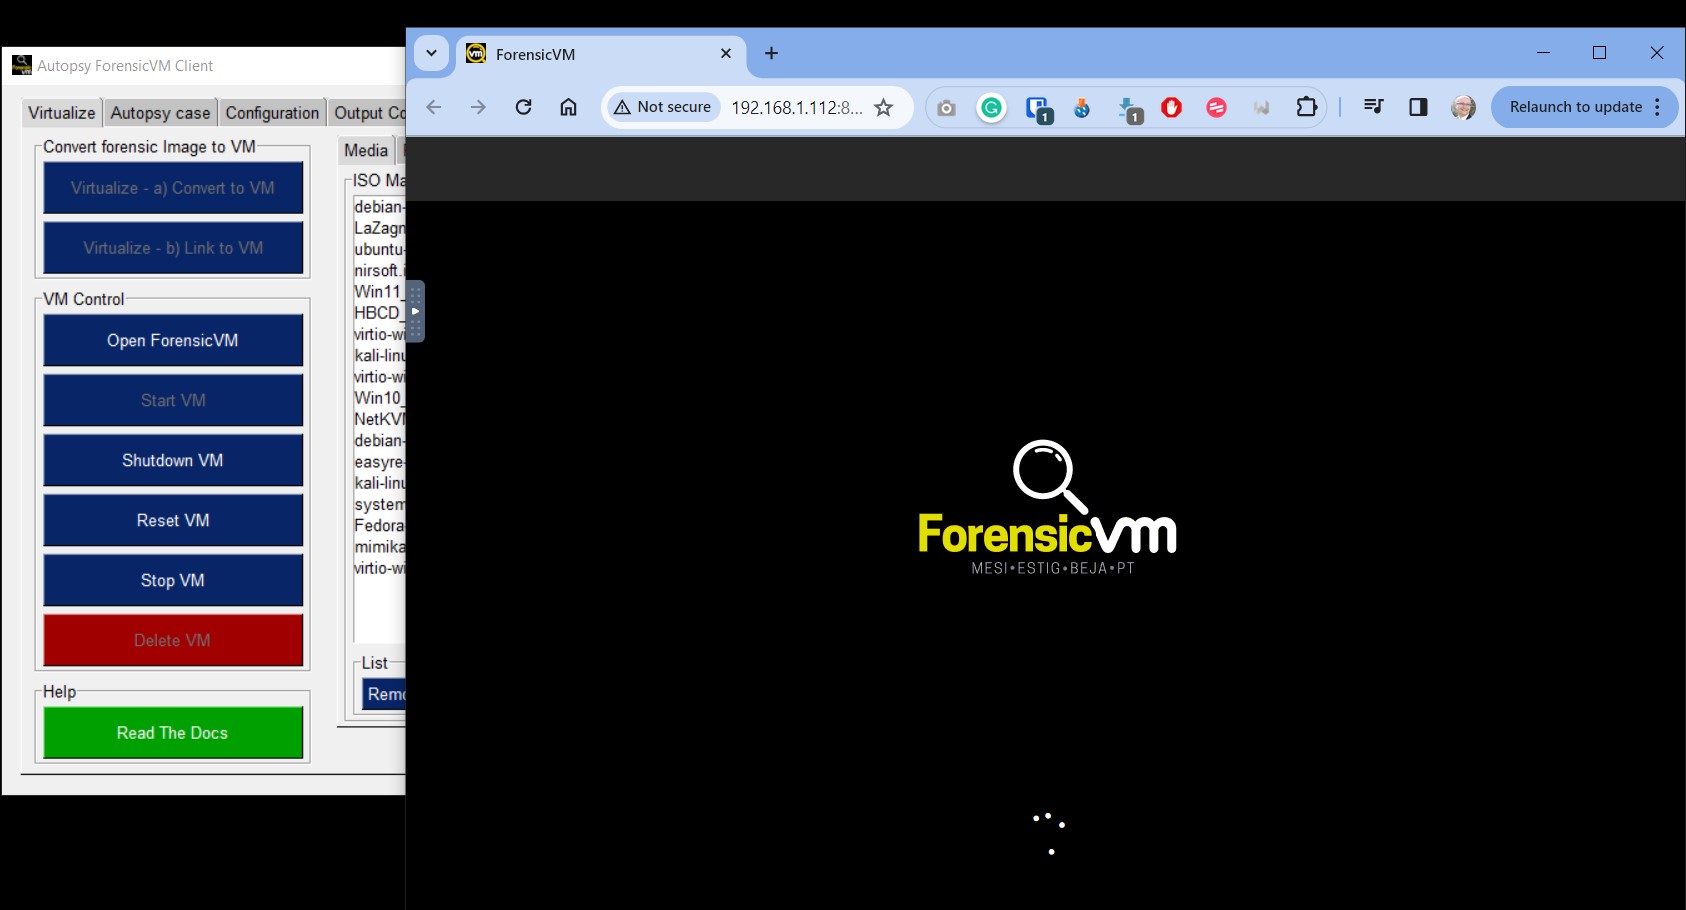 Autopsy ForensicVM Client
Virtualize
Autopsy case
Configuration
Output Co
Convert forensic Image to VM
Virtualize - a) Convert to VM
Virtualize - b) Link to VM
VM Control
Open ForensicVM
Start VM
Shutdown VM
Reset VM
Stop VM
Delete VM
Help
Read The Docs
Media
ISO Ma
debian-
LaZagn
ubuntu-
nirsoft.i
Win11_
HBCD_
virtio-wi
kali-linu
virtio-wi
Win10_
NetKVM
debian-
easyre-
kali-linu
system
Fedora
mimika
virtio-wi
List
Remo
ForensicVM
Not secure
192.168.1.112:8...
1
1
Relaunch to update
Forensicvm
MESI•ESTIG•BEJA•PT